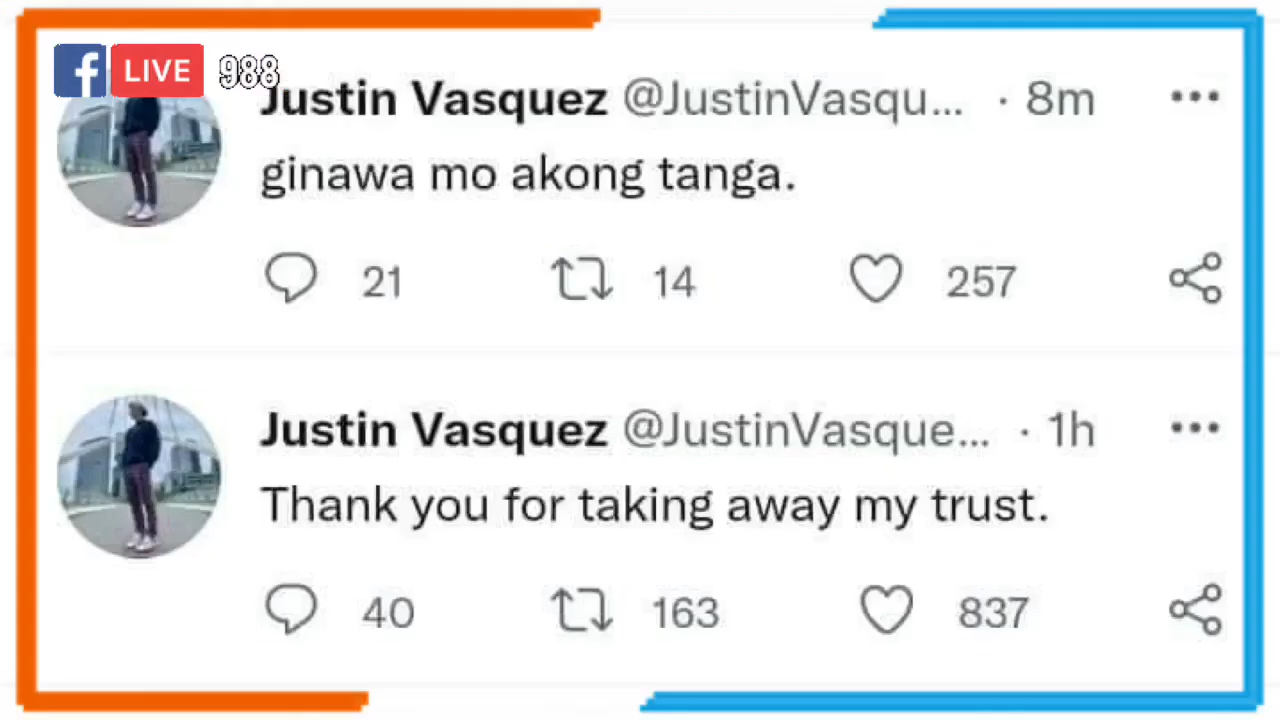 f LIVE 988
Justin Vasquez @JustinVasqu... · 8m
ginawa mo akong tanga.
21 14 257
Justin Vasquez @JustinVasque... · 1h
Thank you for taking away my trust.
40 163 837